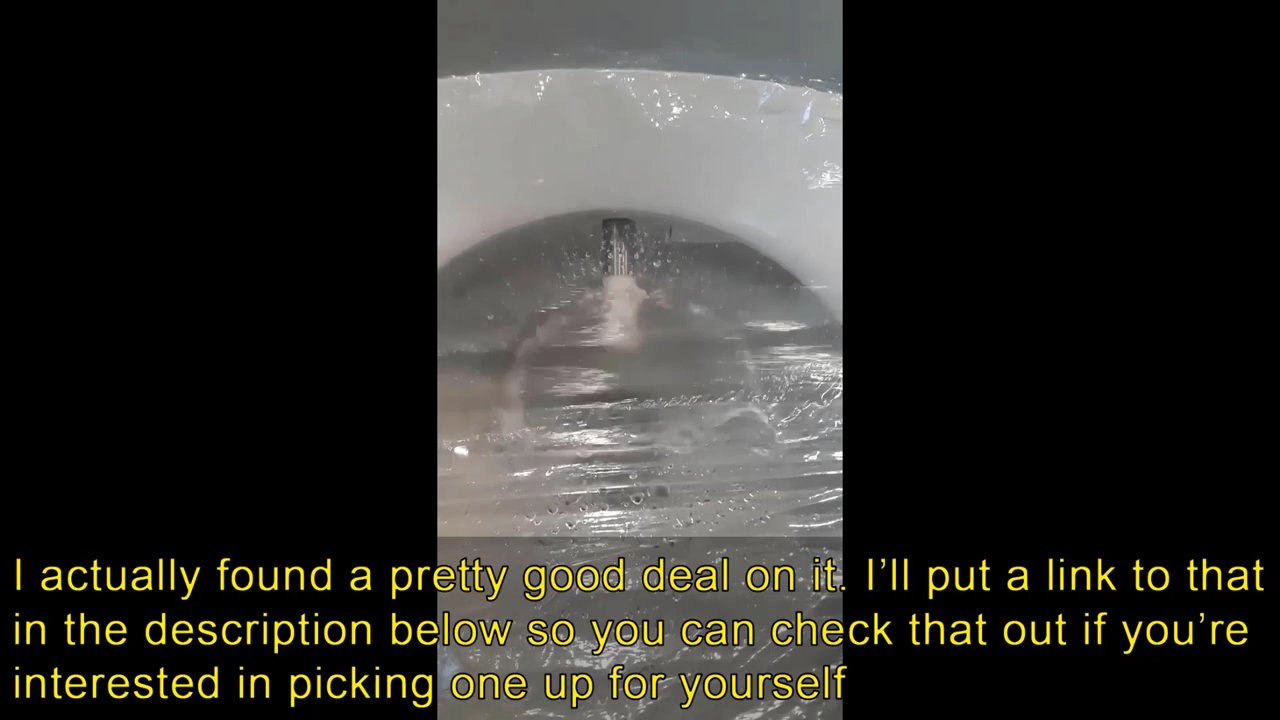 I actually found a pretty good deal on it. I’ll put a link to that
in the description below so you can check that out if you’re
interested in picking one up for yourself